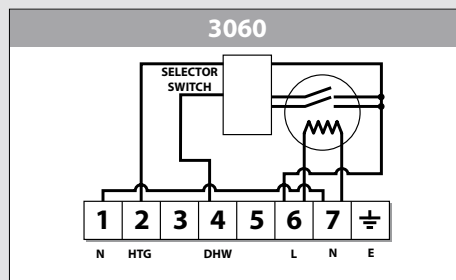 3060
SELECTOR
SWITCH
1 2 3 4 5 6 7
N HTG DHW L N E